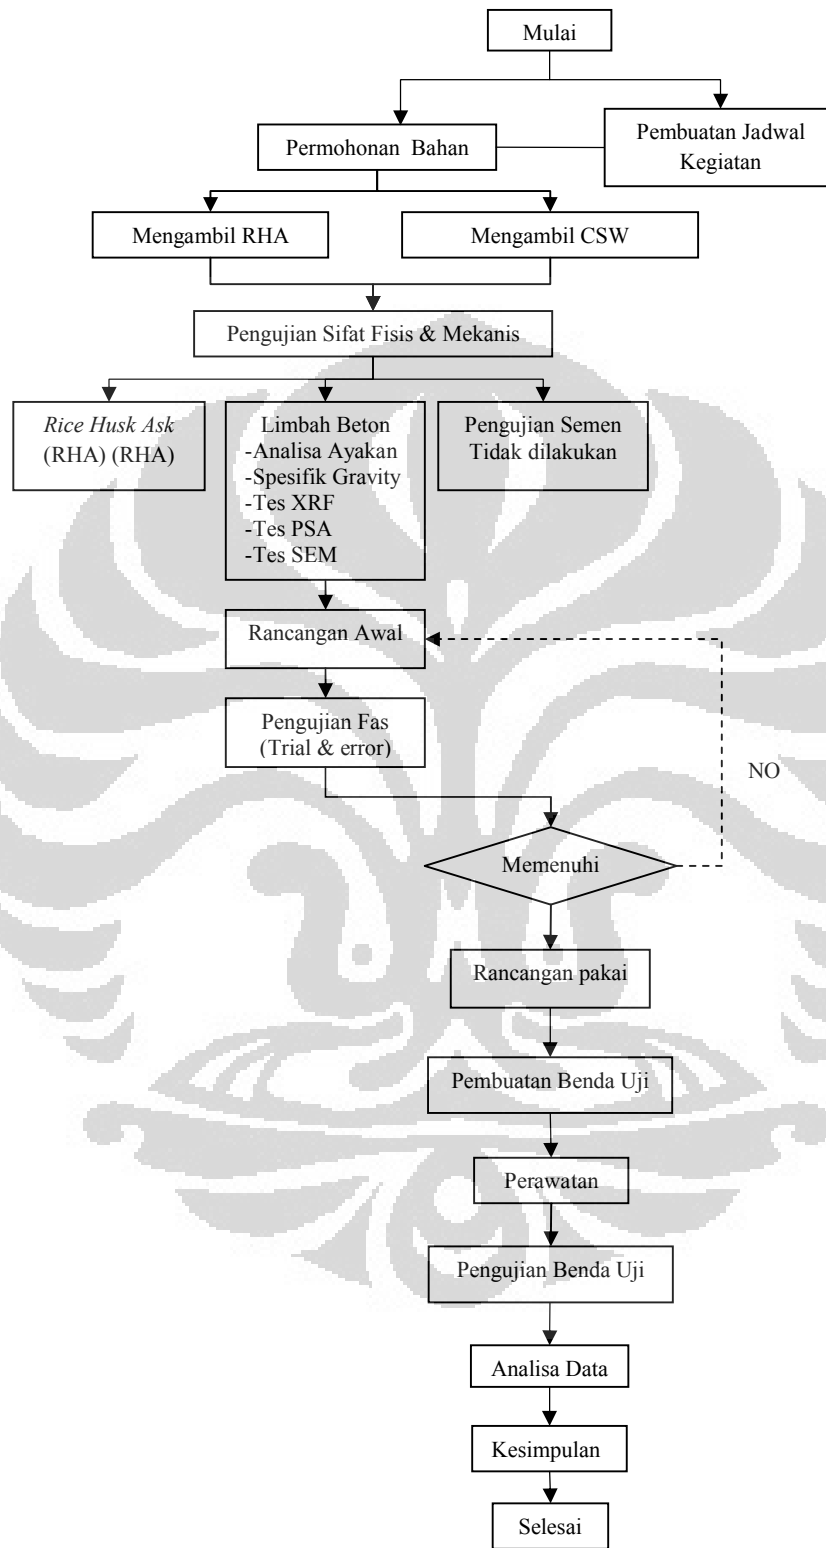 Mulai
Permohonan Bahan
Pembuatan Jadwal
Kegiatan
Mengambil RHA
Mengambil CSW
Pengujian Sifat Fisis & Mekanis
Rice Husk Ask
(RHA) (RHA)
Limbah Beton
-Analisa Ayakan
-Spesifik Gravity
-Tes XRF
-Tes PSA
-Tes SEM
Pengujian Semen
Tidak dilakukan
Rancangan Awal
Pengujian Fas
(Trial & error)
NO
Memenuhi
Rancangan pakai
Pembuatan Benda Uji
Perawatan
Pengujian Benda Uji
Analisa Data
Kesimpulan
Selesai